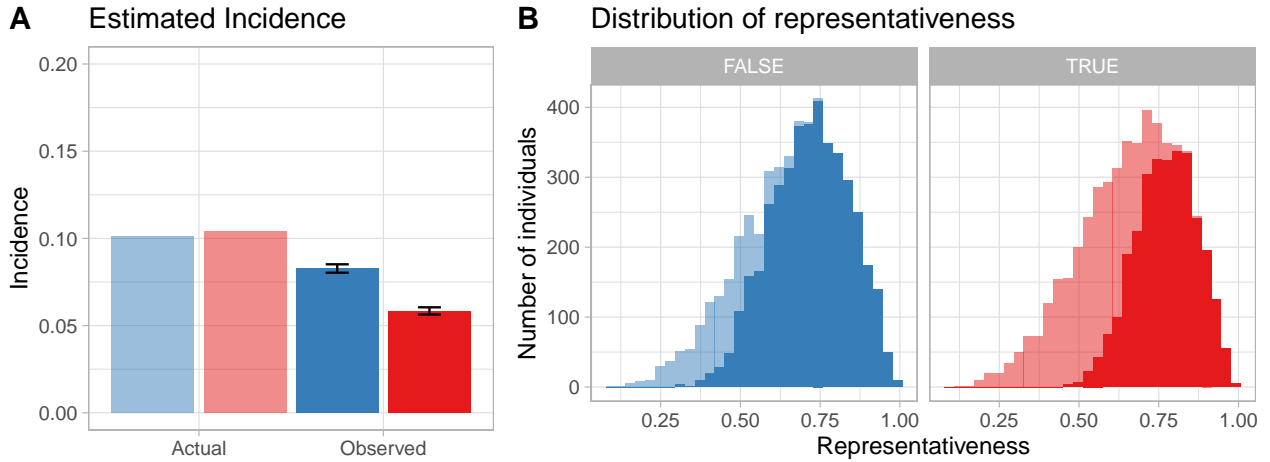 A Estimated Incidence
Incidence
0.20
0.15
0.10
0.05
0.00
Actual Observed
B Distribution of representativeness
FALSE TRUE
Number of individuals
400
300
200
100
0
0.25 0.50 0.75 1.00 0.25 0.50 0.75 1.00
Representativeness